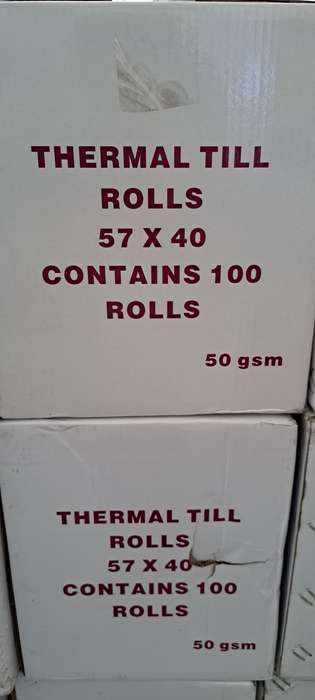 THERMAL TILL
ROLLS
57 X 40
CONTAINS 100
ROLLS
50 gsm
THERMAL TILL
ROLLS
57 X 40
CONTAINS 100
ROLLS
50 gsm